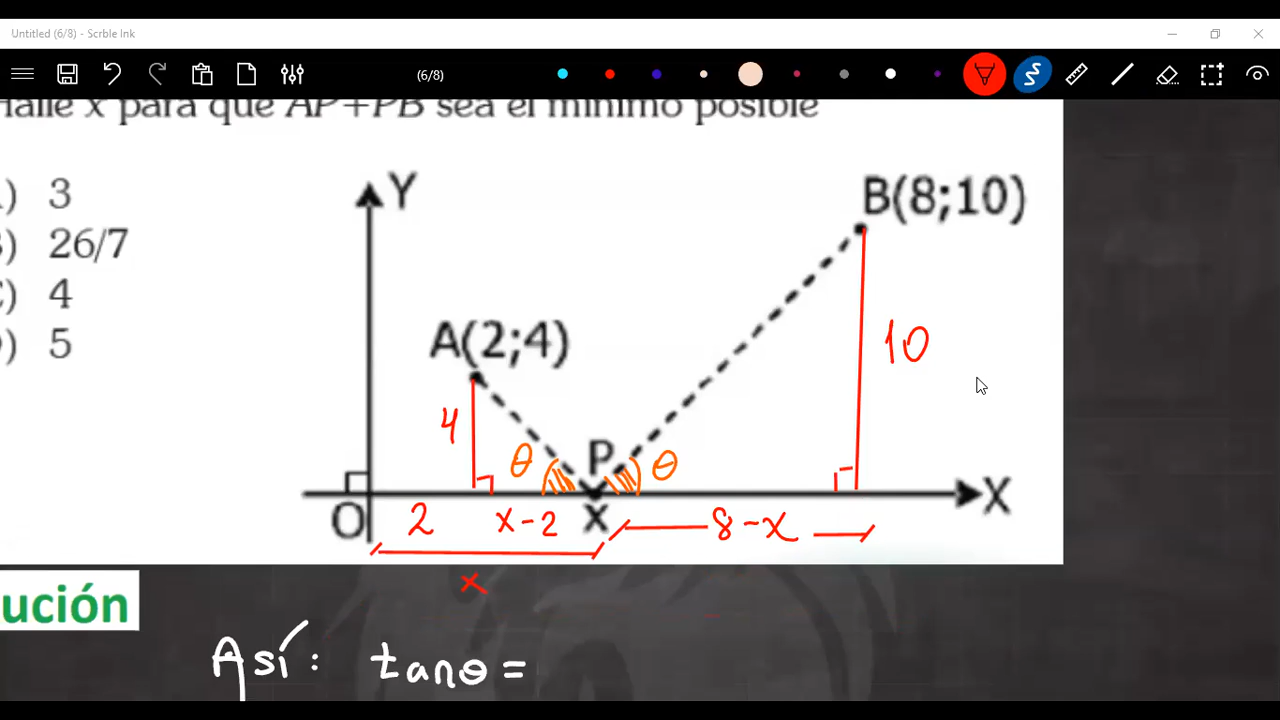 Untitled (6/8) - Scrble Ink
(6/8)
Halle x para que AP+PB sea el mínimo posible
) 3
) 26/7
) 4
) 5
Y
B(8;10)
A(2;4)
10
4
θ P θ
X
O 2 x-2 X 8-x
x
ución
Así: tanθ =